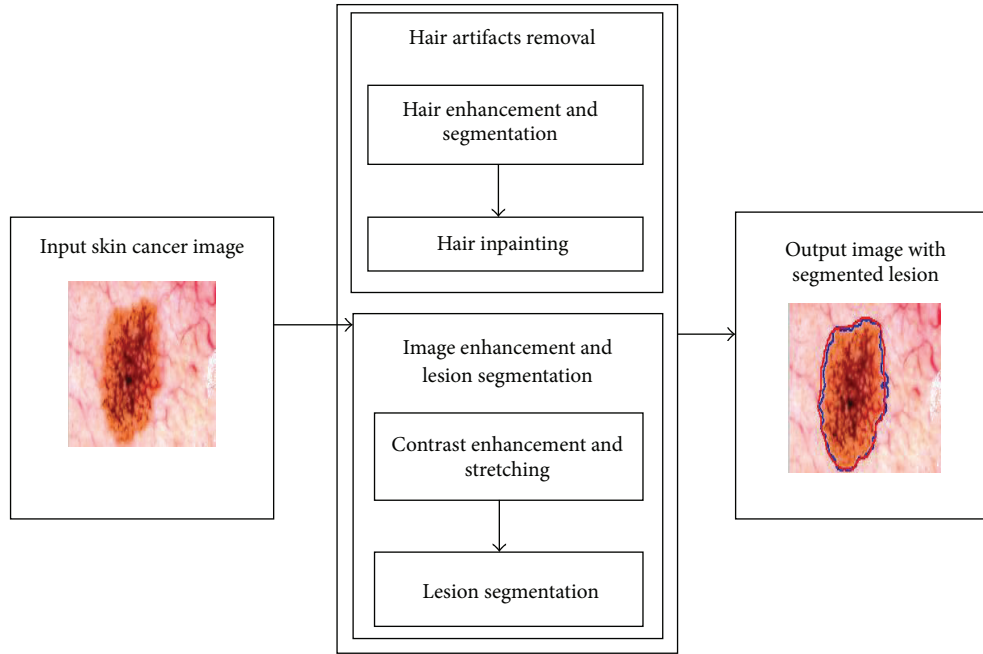 Input skin cancer image
Hair artifacts removal
Hair enhancement and
segmentation
Hair inpainting
Image enhancement and
lesion segmentation
Contrast enhancement and
stretching
Lesion segmentation
Output image with
segmented lesion